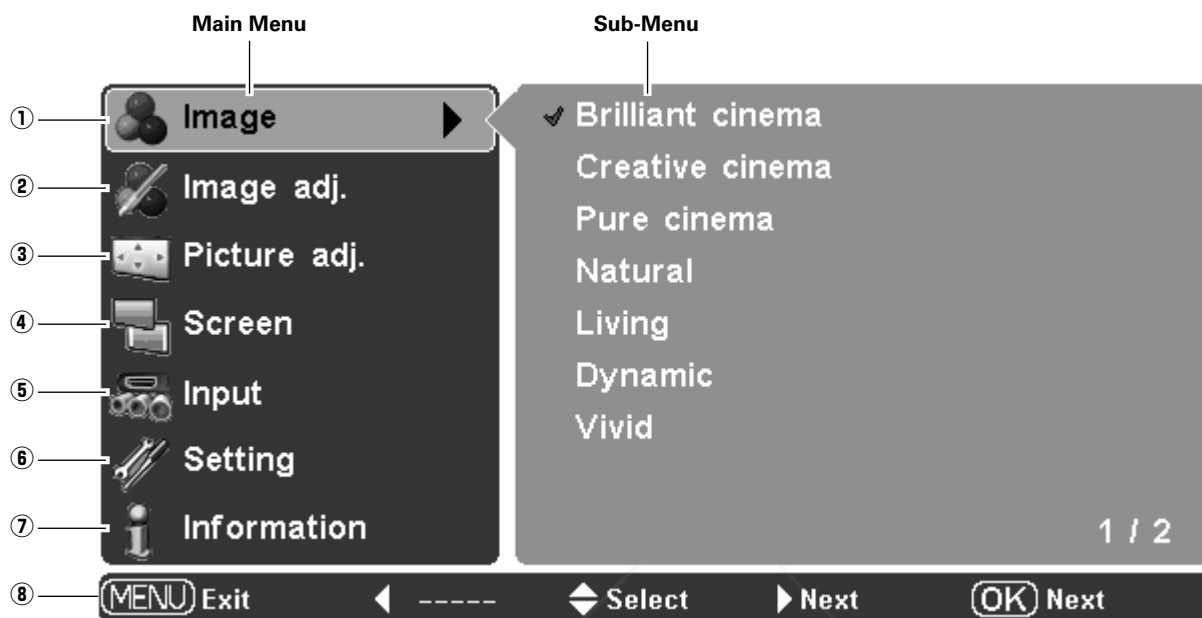 Main Menu
Sub-Menu
① Image
② Image adj.
③ Picture adj.
④ Screen
⑤ Input
⑥ Setting
⑦ Information
Brilliant cinema
Creative cinema
Pure cinema
Natural
Living
Dynamic
Vivid
1 / 2
⑧ MENU Exit ----- Select Next OK Next